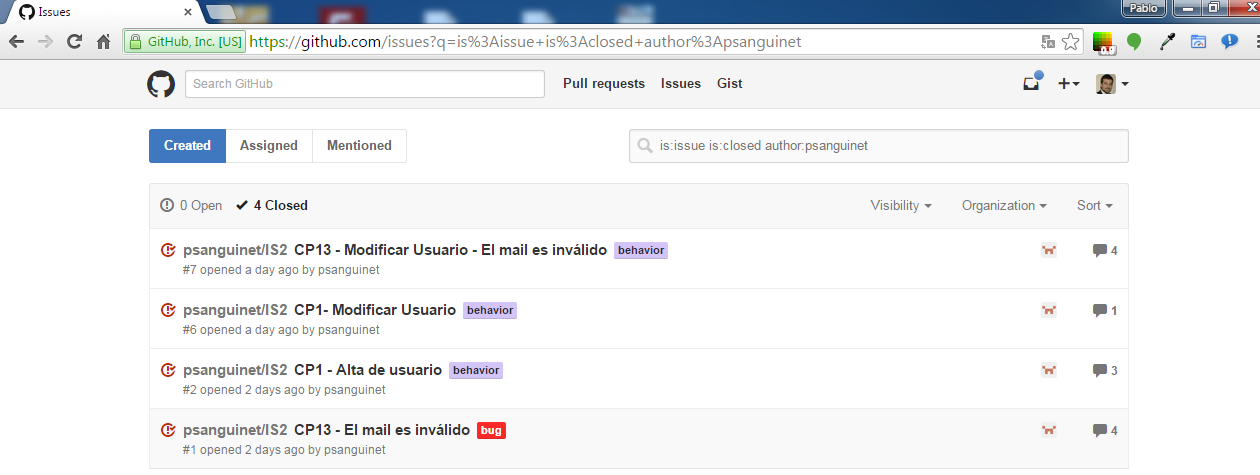 Issues
Pablo
GitHub, Inc. [US] https://github.com/issues?q=is%3Aissue+is%3Aclosed+author%3Apsanguinet
Search GitHub Pull requests Issues Gist
Created Assigned Mentioned is:issue is:closed author:psanguinet
0 Open 4 Closed Visibility Organization Sort
psanguinet/IS2 CP13 - Modificar Usuario - El mail es inválido behavior 4
#7 opened a day ago by psanguinet
psanguinet/IS2 CP1- Modificar Usuario behavior 1
#6 opened a day ago by psanguinet
psanguinet/IS2 CP1 - Alta de usuario behavior 3
#2 opened 2 days ago by psanguinet
psanguinet/IS2 CP13 - El mail es inválido bug 4
#1 opened 2 days ago by psanguinet